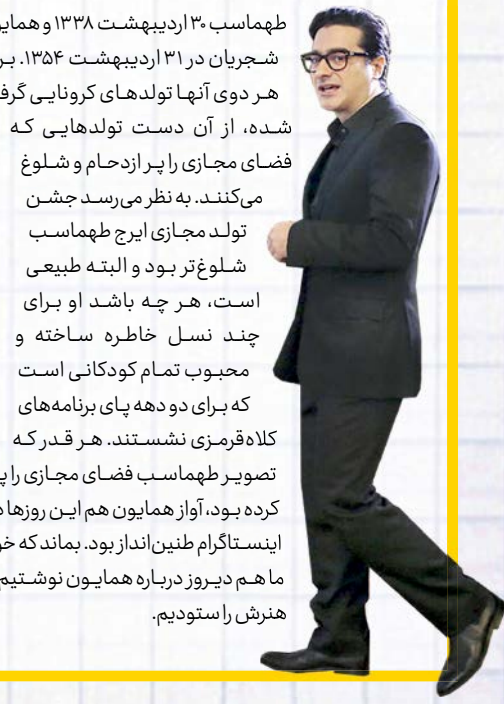 طهماسب ۳۰ اردیبهشت ۱۳۳۸ و
شجریان در ۳۱ اردیبهشت ۱۳۵۴.
هر دوی آنها تولدهای کرونایی
شده، از آن دست تولدهایی که
فضای مجازی را پر ازدحام و شلوغ
می‌کنند. به نظر می‌رسد جشن
تولد مجازی ایرج طهماسب
شلوغ‌تر بود و البته طبیعی
است، هر چه باشد او برای
چند نسل خاطره ساخته و
محبوب تمام کودکانی است
که برای دو دهه پای برنامه‌های
کلاه‌قرمزی نشستند. هر قدر که
تصویر طهماسب فضای مجازی را
کرده بود، آواز همایون هم این روزها
اینستاگرام طنین‌انداز بود. بماند که
ما هم دیروز درباره همایون نوشتیم
هنرش را ستودیم.